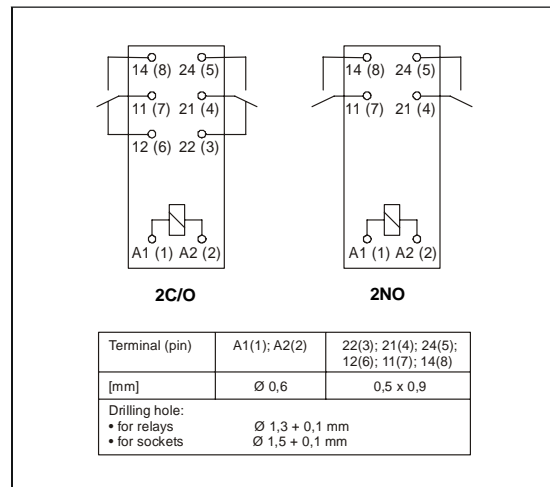 14 (8) 24 (5)
11 (7) 21 (4)
12 (6) 22 (3)
A1 (1) A2 (2)
2C/O
14 (8) 24 (5)
11 (7) 21 (4)
A1 (1) A2 (2)
2NO
Terminal (pin) A1(1); A2(2) 22(3); 21(4); 24(5);
12(6); 11(7); 14(8)
[mm] Ø 0,6 0,5 x 0,9
Drilling hole:
• for relays Ø 1,3 + 0,1 mm
• for sockets Ø 1,5 + 0,1 mm